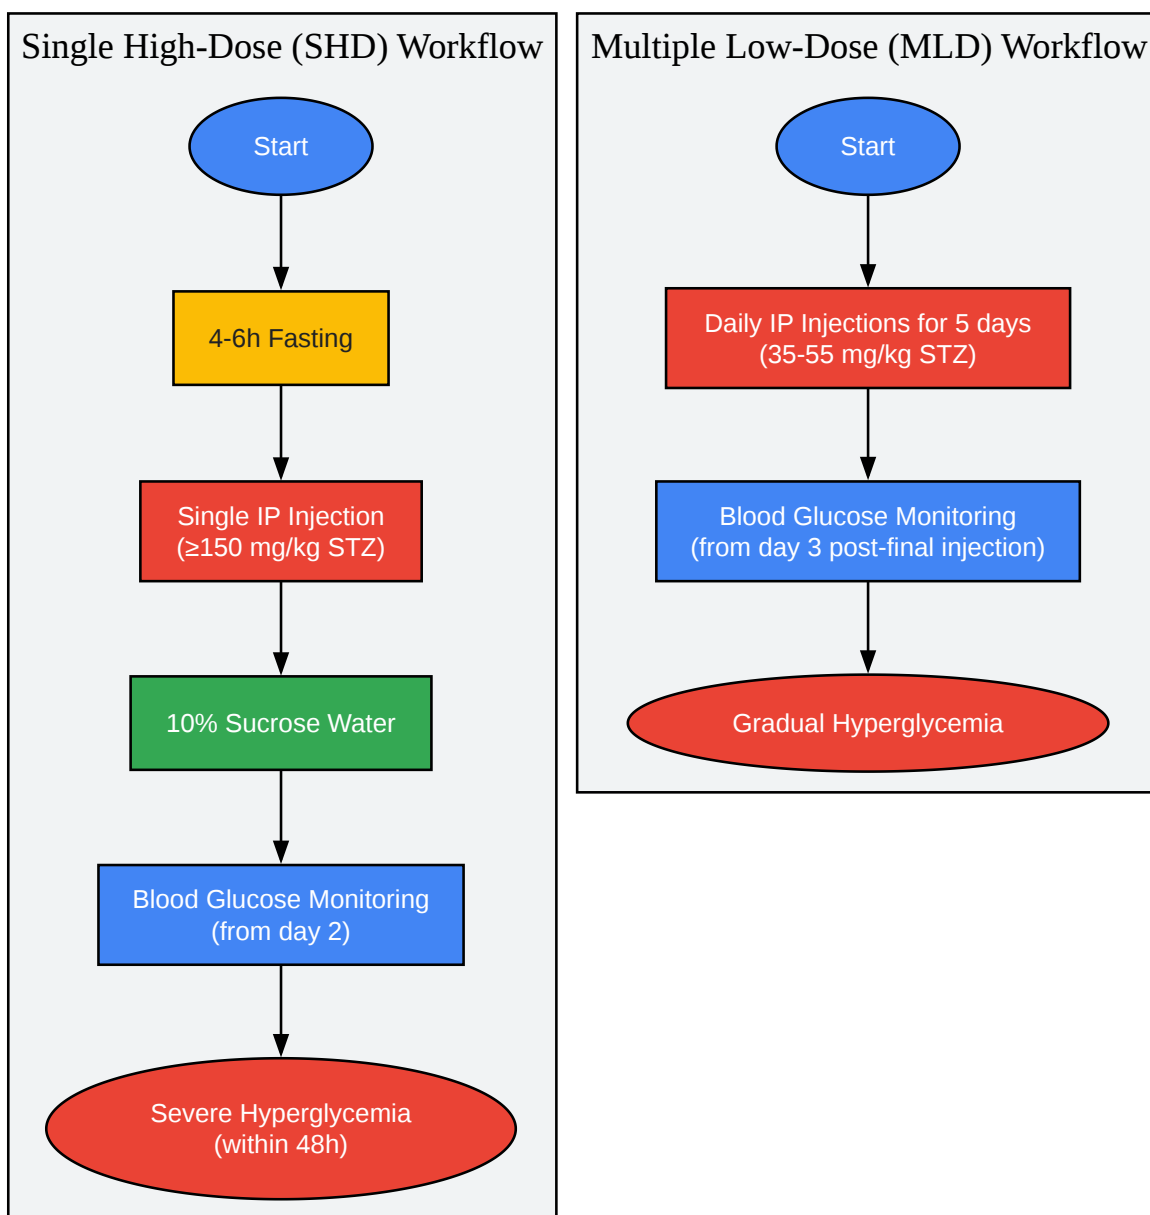 Single High-Dose (SHD) Workflow
Start
4-6h Fasting
Single IP Injection
(≥150 mg/kg STZ)
10% Sucrose Water
Blood Glucose Monitoring
(from day 2)
Severe Hyperglycemia
(within 48h)
Multiple Low-Dose (MLD) Workflow
Start
Daily IP Injections for 5 days
(35-55 mg/kg STZ)
Blood Glucose Monitoring
(from day 3 post-final injection)
Gradual Hyperglycemia